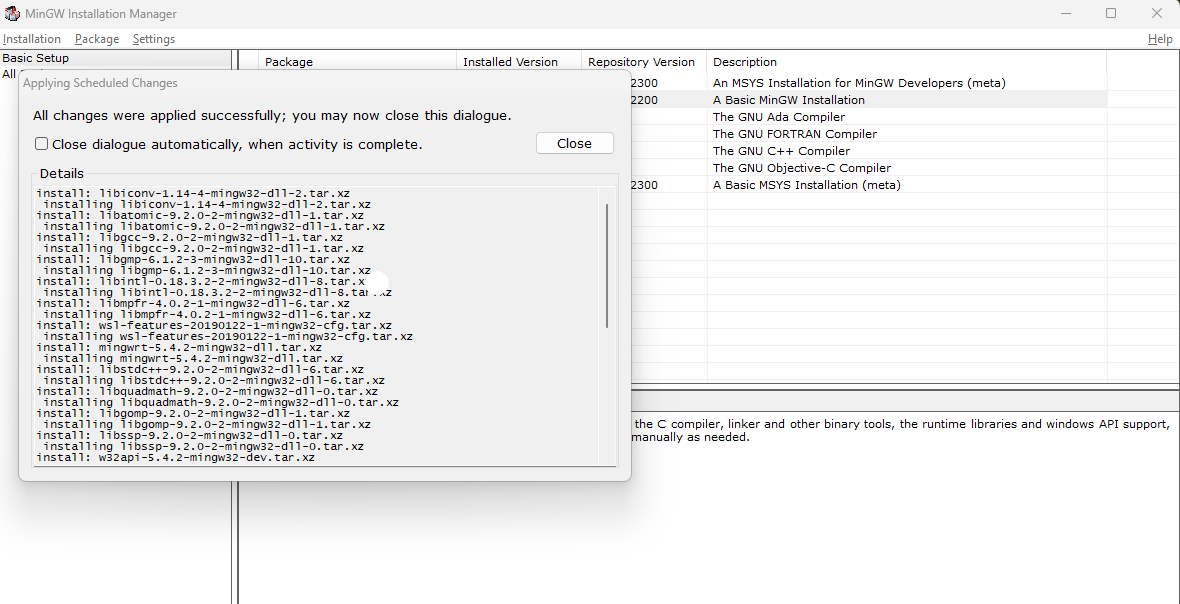 MinGW Installation Manager
Installation Package Settings Help
Basic Setup
All
Package Installed Version Repository Version Description
2300 An MSYS Installation for MinGW Developers (meta)
2200 A Basic MinGW Installation
The GNU Ada Compiler
The GNU FORTRAN Compiler
The GNU C++ Compiler
The GNU Objective-C Compiler
2300 A Basic MSYS Installation (meta)
the C compiler, linker and other binary tools, the runtime libraries and windows API support,
manually as needed.
Applying Scheduled Changes
All changes were applied successfully; you may now close this dialogue.
Close dialogue automatically, when activity is complete. Close
Details
install: libiconv-1.14-4-mingw32-dll-2.tar.xz
installing libiconv-1.14-4-mingw32-dll-2.tar.xz
install: libatomic-9.2.0-2-mingw32-dll-1.tar.xz
installing libatomic-9.2.0-2-mingw32-dll-1.tar.xz
install: libgcc-9.2.0-2-mingw32-dll-1.tar.xz
installing libgcc-9.2.0-2-mingw32-dll-1.tar.xz
install: libgmp-6.1.2-3-mingw32-dll-10.tar.xz
installing libgmp-6.1.2-3-mingw32-dll-10.tar.xz
install: libintl-0.18.3.2-2-mingw32-dll-8.tar.x
installing libintl-0.18.3.2-2-mingw32-dll-8.tar.xz
install: libmpfr-4.0.2-1-mingw32-dll-6.tar.xz
installing libmpfr-4.0.2-1-mingw32-dll-6.tar.xz
install: wsl-features-20190122-1-mingw32-cfg.tar.xz
installing wsl-features-20190122-1-mingw32-cfg.tar.xz
install: mingwrt-5.4.2-mingw32-dll.tar.xz
installing mingwrt-5.4.2-mingw32-dll.tar.xz
install: libstdc++-9.2.0-2-mingw32-dll-6.tar.xz
installing libstdc++-9.2.0-2-mingw32-dll-6.tar.xz
install: libquadmath-9.2.0-2-mingw32-dll-0.tar.xz
installing libquadmath-9.2.0-2-mingw32-dll-0.tar.xz
install: libgomp-9.2.0-2-mingw32-dll-1.tar.xz
installing libgomp-9.2.0-2-mingw32-dll-1.tar.xz
install: libssp-9.2.0-2-mingw32-dll-0.tar.xz
installing libssp-9.2.0-2-mingw32-dll-0.tar.xz
install: w32api-5.4.2-mingw32-dev.tar.xz